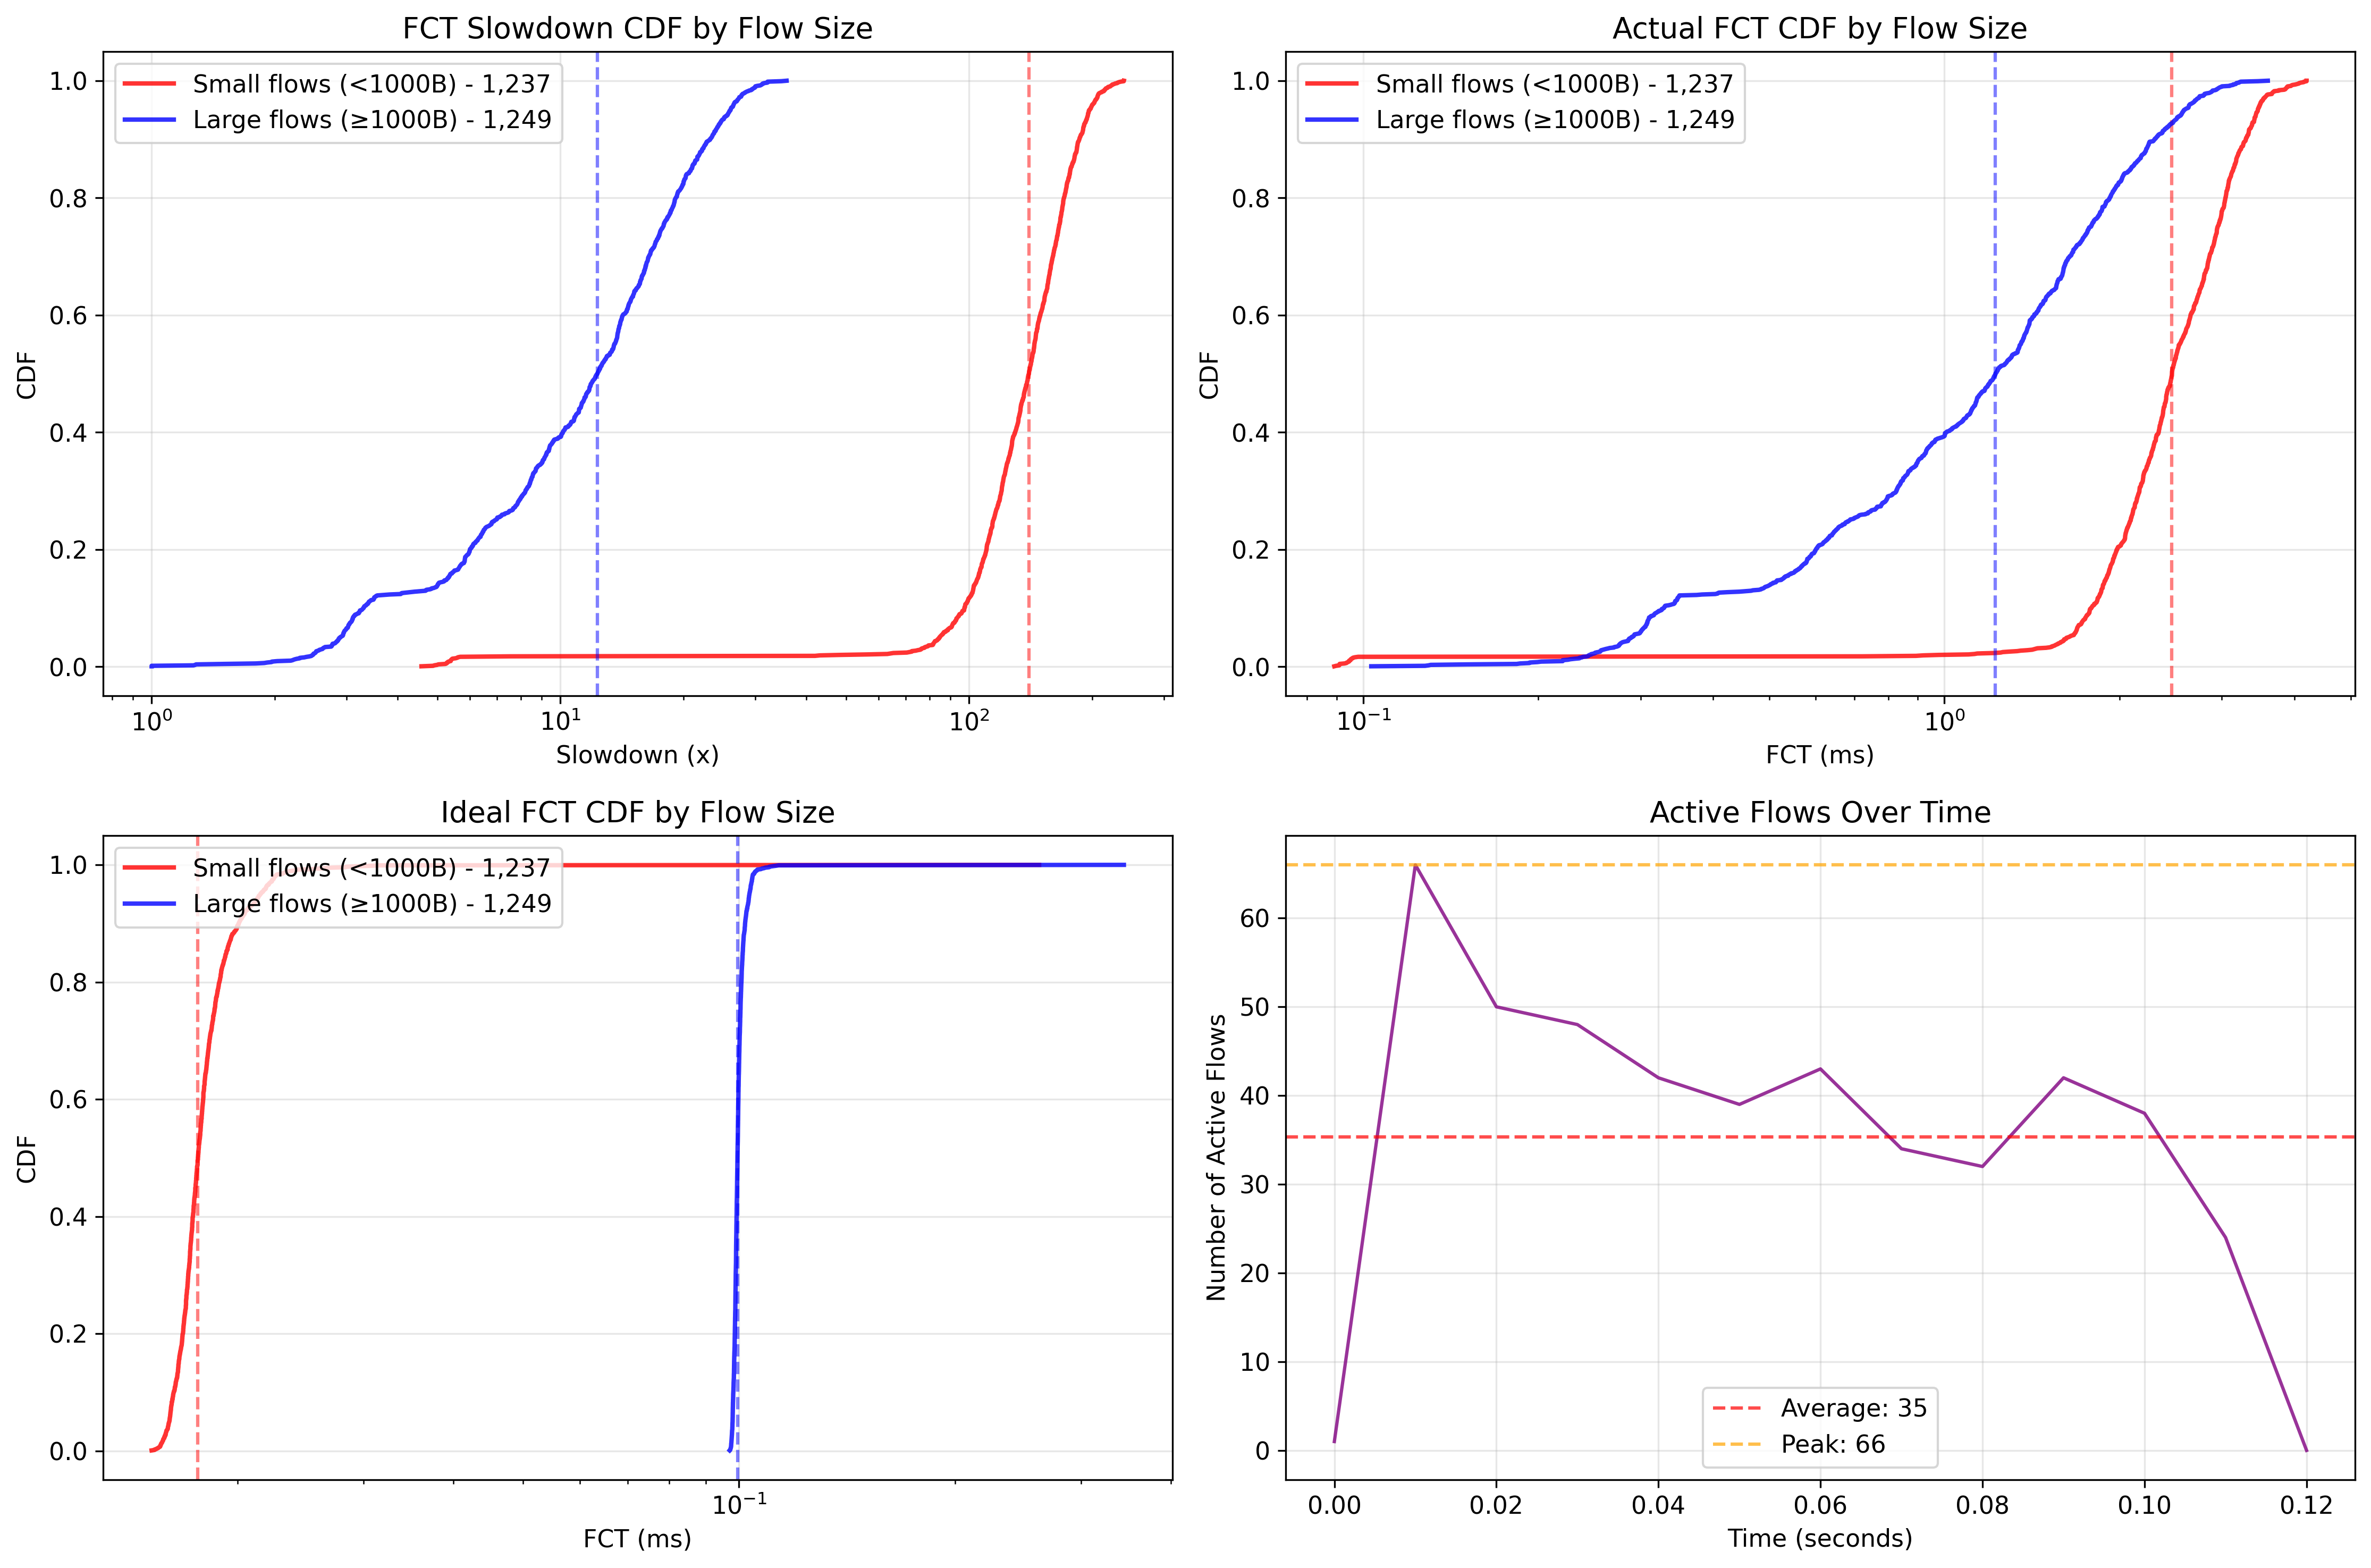 FCT Slowdown CDF by Flow Size
1.0
0.8
0.6
0.4
0.2
0.0
CDF
Small flows (<1000B) - 1,237
Large flows (≥1000B) - 1,249
10⁰
10¹
10²
Slowdown (x)
Actual FCT CDF by Flow Size
1.0
0.8
0.6
0.4
0.2
0.0
CDF
Small flows (<1000B) - 1,237
Large flows (≥1000B) - 1,249
10⁻¹
10⁰
FCT (ms)
Ideal FCT CDF by Flow Size
1.0
0.8
0.6
0.4
0.2
0.0
CDF
Small flows (<1000B) - 1,237
Large flows (≥1000B) - 1,249
10⁻¹
FCT (ms)
Active Flows Over Time
60
50
40
30
20
10
0
Number of Active Flows
Average: 35
Peak: 66
0.00
0.02
0.04
0.06
0.08
0.10
0.12
Time (seconds)